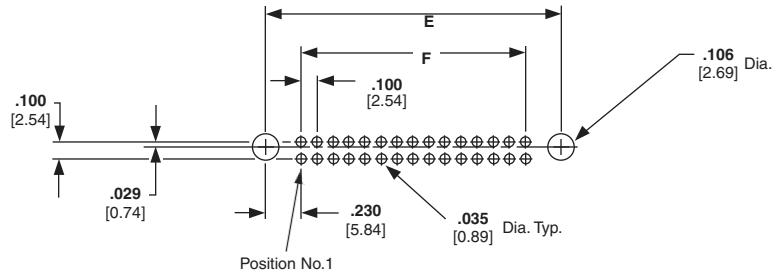 E
F
.106
[2.69] Dia.
.100
[2.54]
.100
[2.54]
.029
[0.74]
.230
[5.84]
.035
[0.89] Dia. Typ.
Position No.1